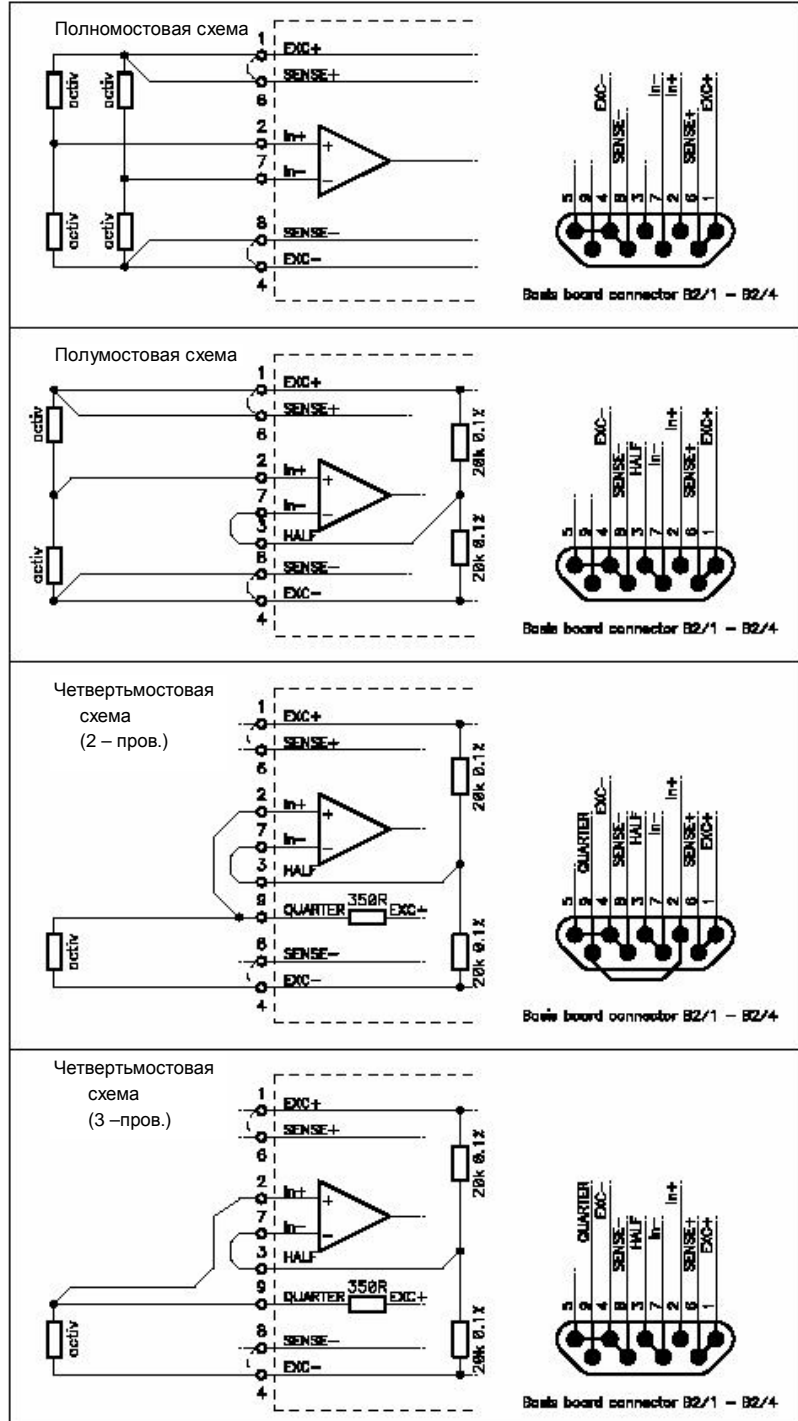 Полномостовая схема
1
EXC+
SENSE+
6
2
In+
7
In-
8
SENSE-
EXC-
4
activ
activ
activ
activ
EXC-
SENSE-
In-
In+
SENSE+
EXC+
5 9 4 8 3 7 2 6 1
Basis board connector B2/1 - B2/4
Полумостовая схема
1
EXC+
SENSE+
6
2
In+
7
In-
3
HALF
8
SENSE-
EXC-
4
activ
activ
20k 0.1%
20k 0.1%
EXC-
SENSE-
HALF
In-
In+
SENSE+
EXC+
5 9 4 8 3 7 2 6 1
Basis board connector B2/1 - B2/4
Четвертьмостовая
схема
(2 – пров.)
1
EXC+
SENSE+
6
2
In+
7
In-
3
HALF
9
QUARTER 350R EXC+
8
SENSE-
EXC-
4
activ
20k 0.1%
20k 0.1%
QUARTER
EXC-
SENSE-
HALF
In-
In+
SENSE+
EXC+
5 9 4 8 3 7 2 6 1
Basis board connector B2/1 - B2/4
Четвертьмостовая
схема
(3 –пров.)
1
EXC+
SENSE+
6
2
In+
7
In-
3
HALF
9
QUARTER 350R EXC+
8
SENSE-
EXC-
4
activ
20k 0.1%
20k 0.1%
QUARTER
EXC-
SENSE-
HALF
In-
In+
SENSE+
EXC+
5 9 4 8 3 7 2 6 1
Basis board connector B2/1 - B2/4